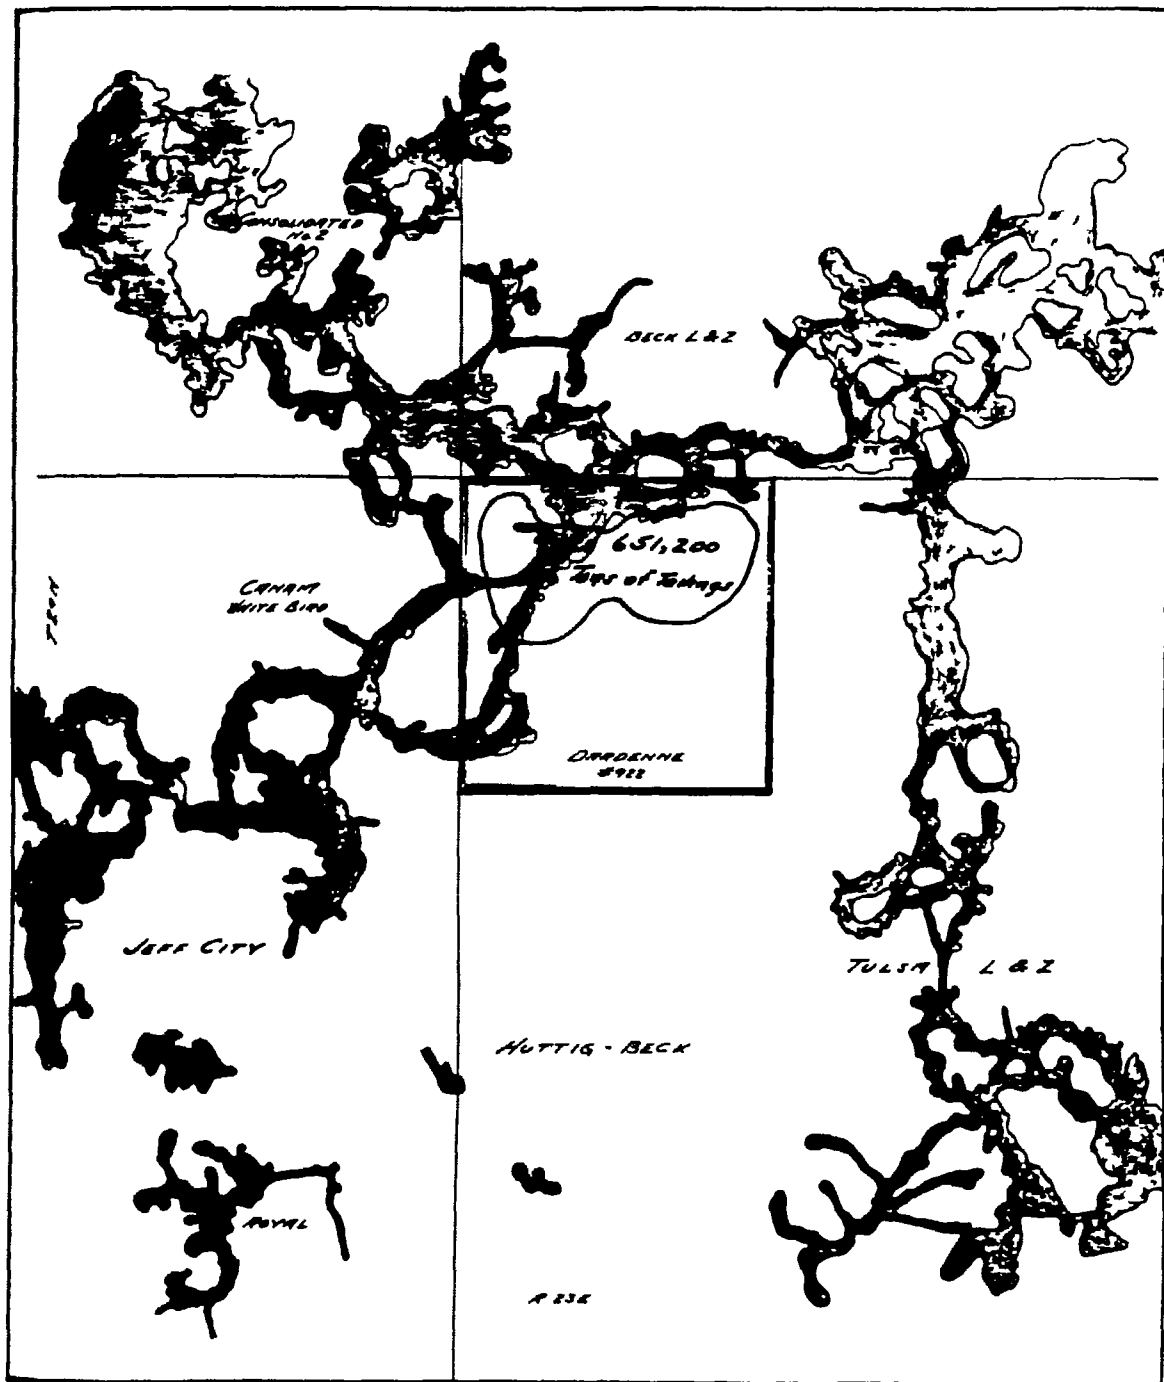 CONSOLIDATED
No. 2
BECK L & Z
651,200
Tons of Tailings
CANAM
WHITE BIRD
T29N
DARDENNE
#922
JEFF CITY
TULSA L & Z
HUTTIG - BECK
ROYAL
R 23E